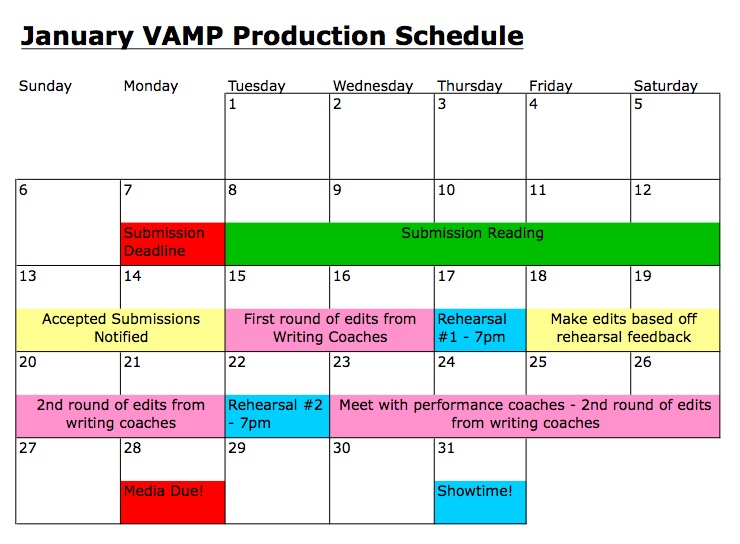 January VAMP Production Schedule
Sunday Monday Tuesday Wednesday Thursday Friday Saturday
1 2 3 4 5
6 7 8 9 10 11 12
Submission
Deadline
Submission Reading
13 14 15 16 17 18 19
Accepted Submissions
Notified
First round of edits from
Writing Coaches
Rehearsal
#1 - 7pm
Make edits based off
rehearsal feedback
20 21 22 23 24 25 26
2nd round of edits from
writing coaches
Rehearsal #2
- 7pm
Meet with performance coaches - 2nd round of edits
from writing coaches
27 28 29 30 31
Media Due!
Showtime!